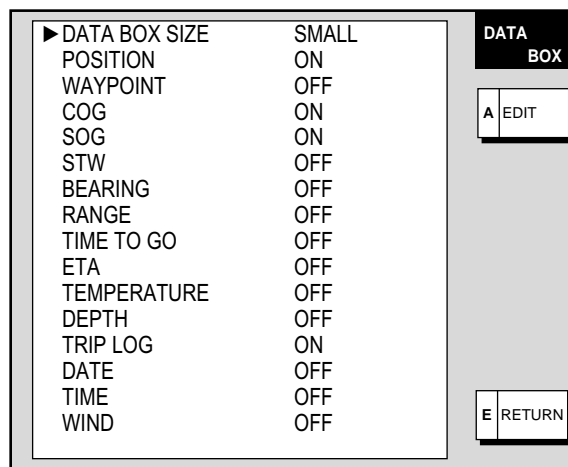 ▶DATA BOX SIZE SMALL
POSITION ON
WAYPOINT OFF
COG ON
SOG ON
STW OFF
BEARING OFF
RANGE OFF
TIME TO GO OFF
ETA OFF
TEMPERATURE OFF
DEPTH OFF
TRIP LOG ON
DATE OFF
TIME OFF
WIND OFF
DATA
BOX
A EDIT
E RETURN